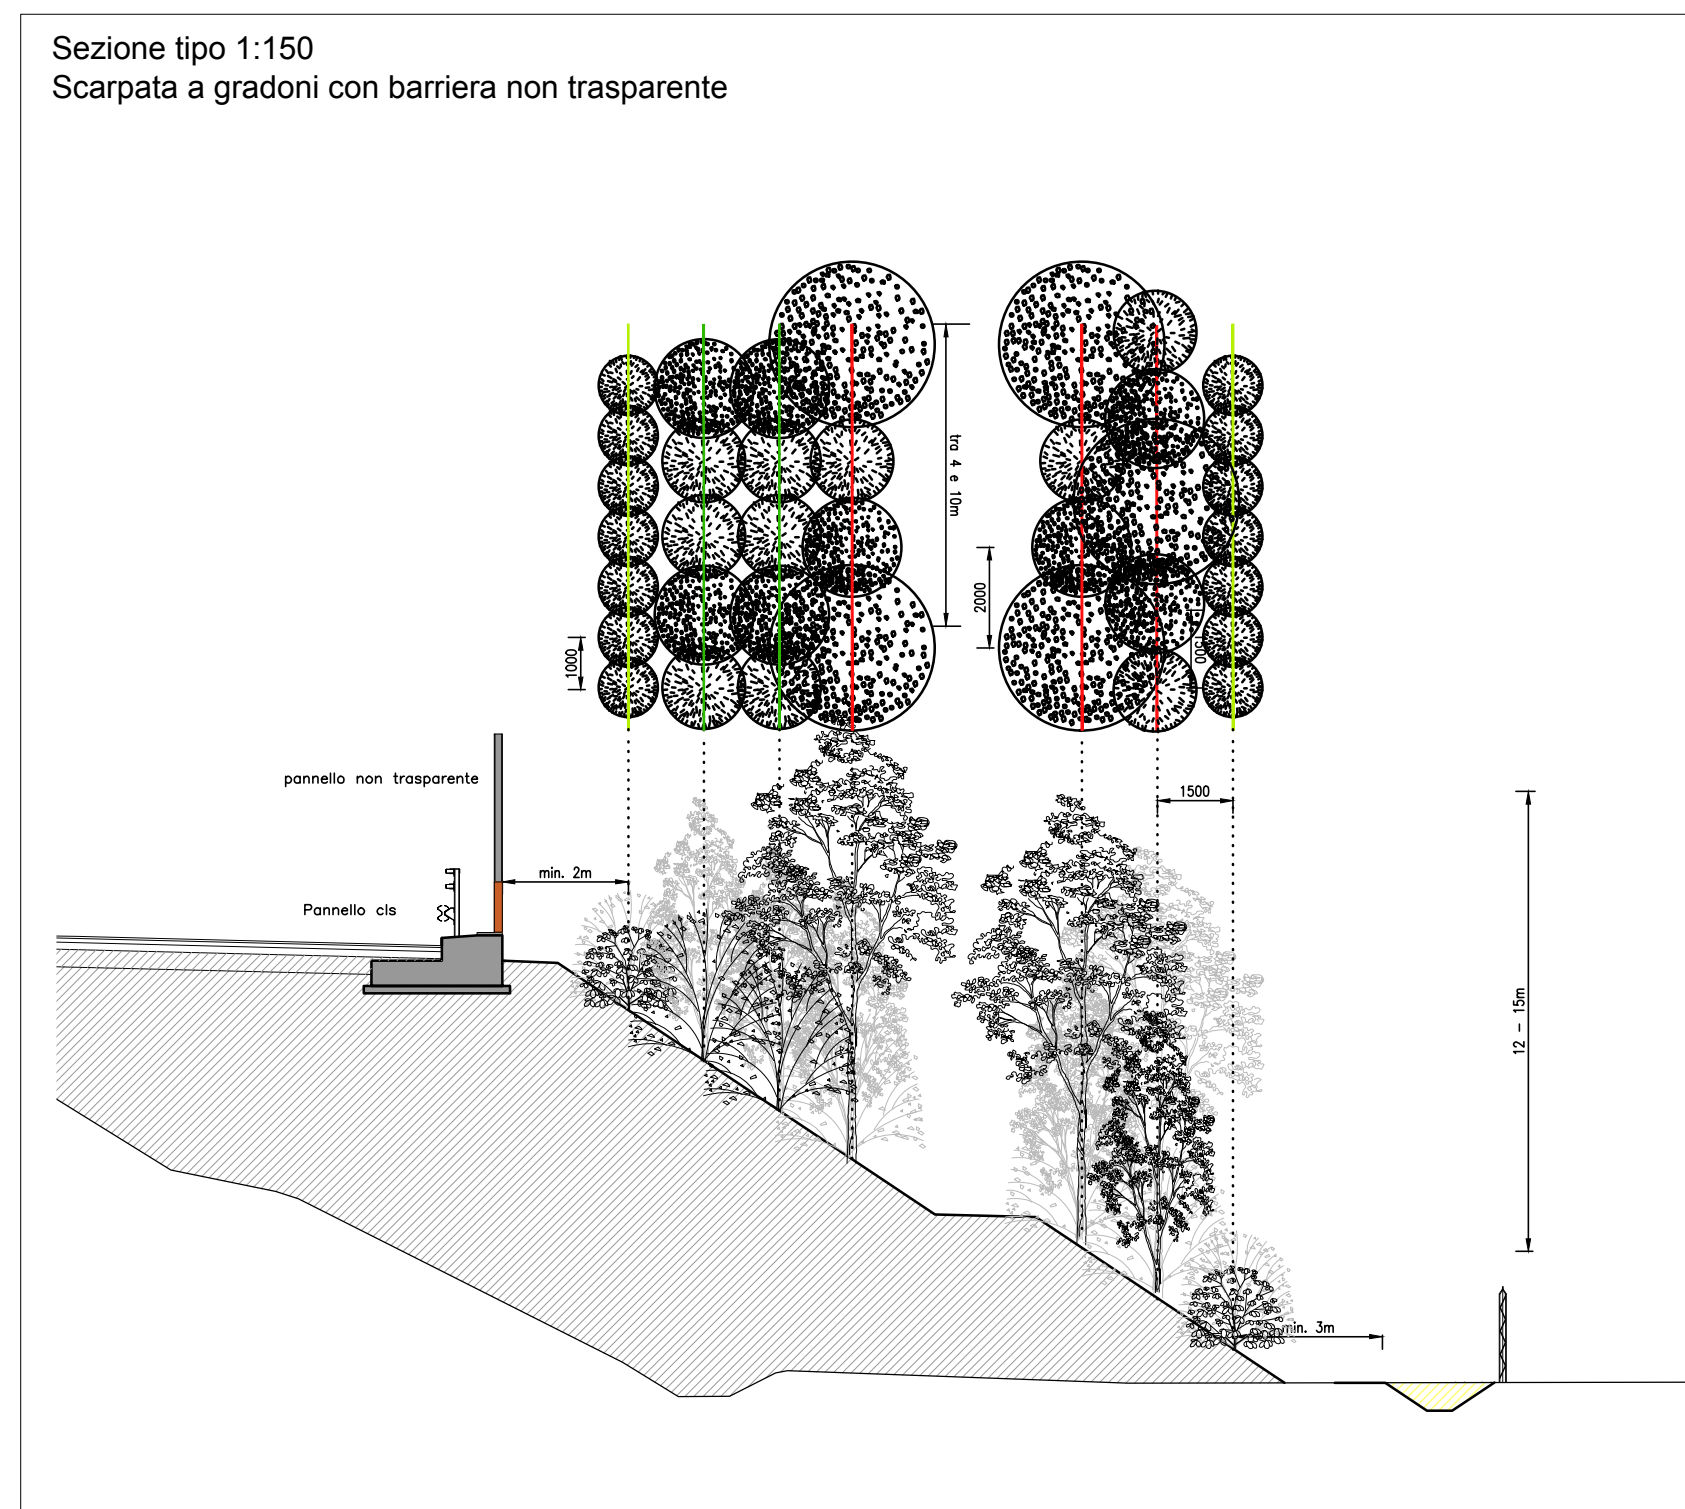 Sezione tipo 1:150
Scarpata a gradoni con barriera non trasparente
tra 4 e 10m
2000
1000
1500
pannello non trasparente
1500
min. 2m
Pannello cls
12 - 15m
min. 3m